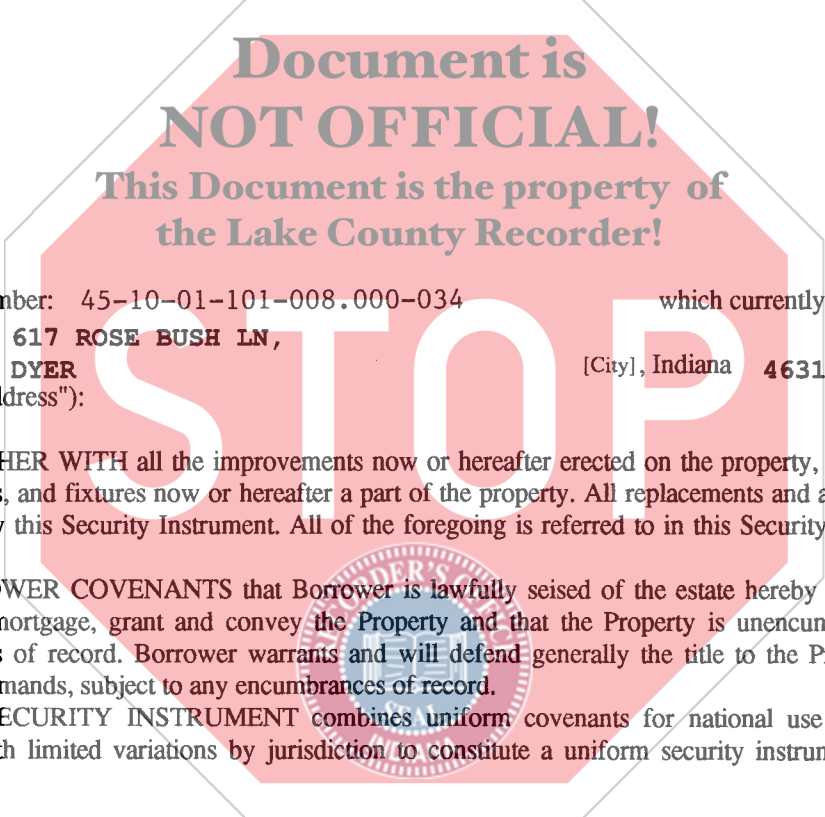 Document is
NOT OFFICIAL!
This Document is the property of
the Lake County Recorder!
mber: 45-10-01-101-008.000-034 which currently
617 ROSE BUSH LN,
DYER [City], Indiana 4631
ddress"):
STOP
HER WITH all the improvements now or hereafter erected on the property,
s, and fixtures now or hereafter a part of the property. All replacements and a
y this Security Instrument. All of the foregoing is referred to in this Security
OWER COVENANTS that Borrower is lawfully seised of the estate hereby
mortgage, grant and convey the Property and that the Property is unencum
s of record. Borrower warrants and will defend generally the title to the P
mands, subject to any encumbrances of record.
ECURITY INSTRUMENT combines uniform covenants for national use
th limited variations by jurisdiction to constitute a uniform security instrum
SEAL